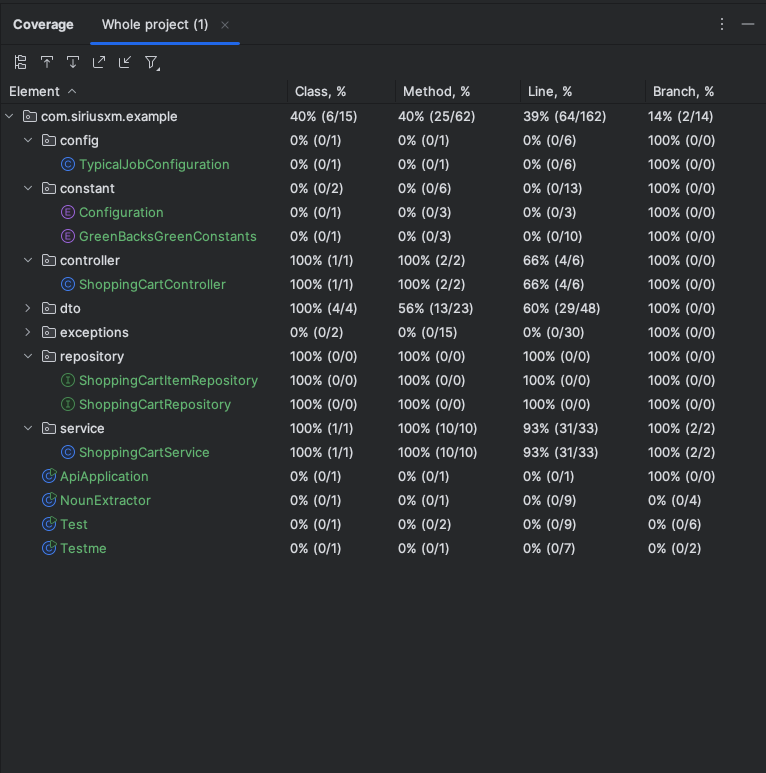 Coverage Whole project (1)
Element Class, % Method, % Line, % Branch, %
com.siriusxm.example 40% (6/15) 40% (25/62) 39% (64/162) 14% (2/14)
config 0% (0/1) 0% (0/1) 0% (0/6) 100% (0/0)
TypicalJobConfiguration 0% (0/1) 0% (0/1) 0% (0/6) 100% (0/0)
constant 0% (0/2) 0% (0/6) 0% (0/13) 100% (0/0)
Configuration 0% (0/1) 0% (0/3) 0% (0/3) 100% (0/0)
GreenBacksGreenConstants 0% (0/1) 0% (0/3) 0% (0/10) 100% (0/0)
controller 100% (1/1) 100% (2/2) 66% (4/6) 100% (0/0)
ShoppingCartController 100% (1/1) 100% (2/2) 66% (4/6) 100% (0/0)
dto 100% (4/4) 56% (13/23) 60% (29/48) 100% (0/0)
exceptions 0% (0/2) 0% (0/15) 0% (0/30) 100% (0/0)
repository 100% (0/0) 100% (0/0) 100% (0/0) 100% (0/0)
ShoppingCartItemRepository 100% (0/0) 100% (0/0) 100% (0/0) 100% (0/0)
ShoppingCartRepository 100% (0/0) 100% (0/0) 100% (0/0) 100% (0/0)
service 100% (1/1) 100% (10/10) 93% (31/33) 100% (2/2)
ShoppingCartService 100% (1/1) 100% (10/10) 93% (31/33) 100% (2/2)
ApiApplication 0% (0/1) 0% (0/1) 0% (0/1) 100% (0/0)
NounExtractor 0% (0/1) 0% (0/1) 0% (0/9) 0% (0/4)
Test 0% (0/1) 0% (0/2) 0% (0/9) 0% (0/6)
Testme 0% (0/1) 0% (0/1) 0% (0/7) 0% (0/2)